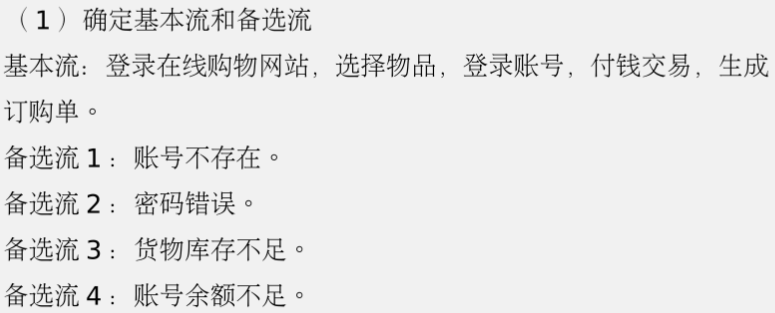 （1）确定基本流和备选流
基本流：登录在线购物网站，选择物品，登录账号，付钱交易，生成
订购单。
备选流 1：账号不存在。
备选流 2：密码错误。
备选流 3：货物库存不足。
备选流 4：账号余额不足。